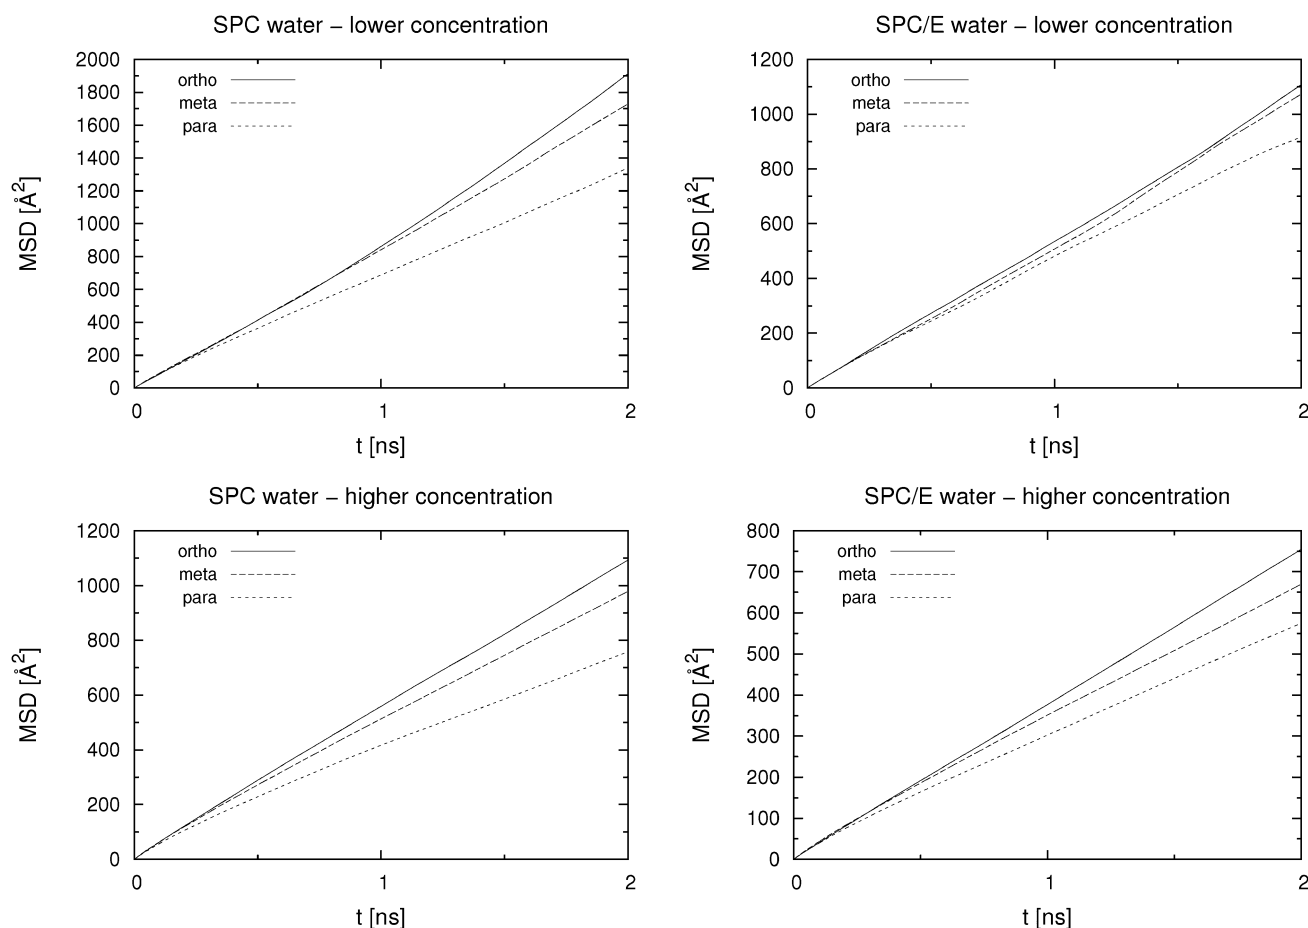 SPC water – lower concentration
MSD [Å²]
2000
1800
1600
1400
1200
1000
800
600
400
200
0
ortho
meta
para
0 1 2
t [ns]
SPC/E water – lower concentration
MSD [Å²]
1200
1000
800
600
400
200
0
ortho
meta
para
0 1 2
t [ns]
SPC water – higher concentration
MSD [Å²]
1200
1000
800
600
400
200
0
ortho
meta
para
0 1 2
t [ns]
SPC/E water – higher concentration
MSD [Å²]
800
700
600
500
400
300
200
100
0
ortho
meta
para
0 1 2
t [ns]